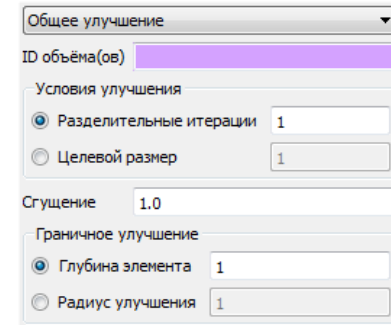 Общее улучшение
ID объёма(ов)
Условия улучшения
Разделительные итерации 1
Целевой размер 1
Сгущение 1.0
Граничное улучшение
Глубина элемента 1
Радиус улучшения 1